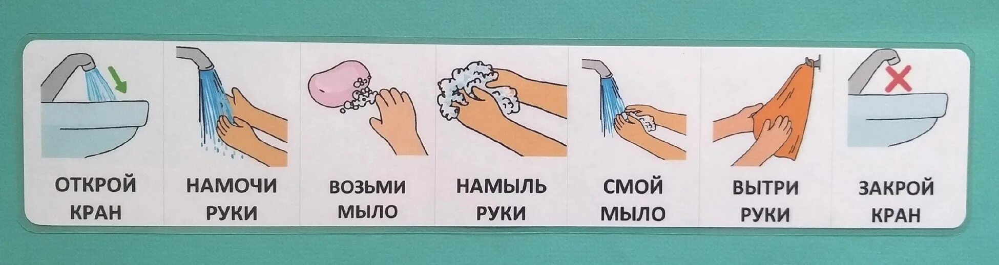 ОТКРОЙ
КРАН
НАМОЧИ
РУКИ
ВОЗЬМИ
МЫЛО
НАМЫЛЬ
РУКИ
СМОЙ
МЫЛО
ВЫТРИ
РУКИ
ЗАКРОЙ
КРАН